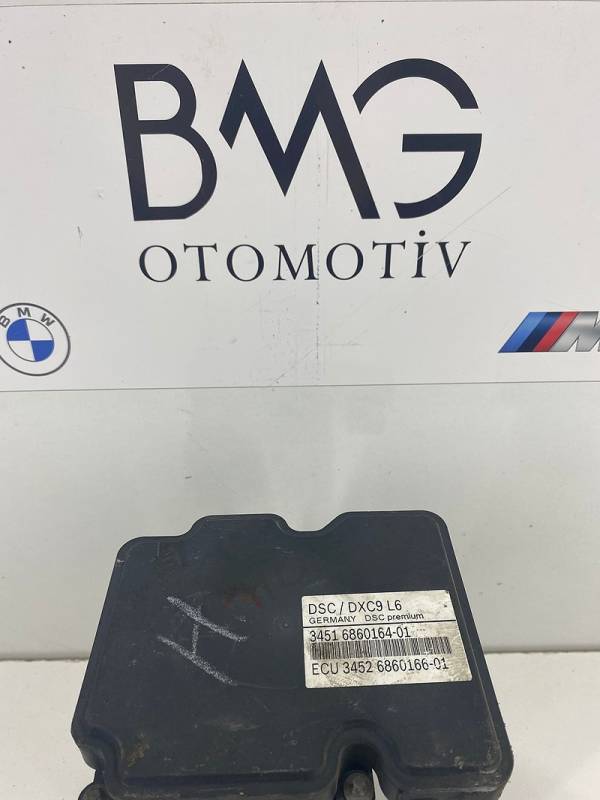 BMG
OTOMOTİV
BMW
M
DSC / DXC9 L6
GERMANY DSC premium
3451 6860164-01
ECU 3452 6860166-01
H